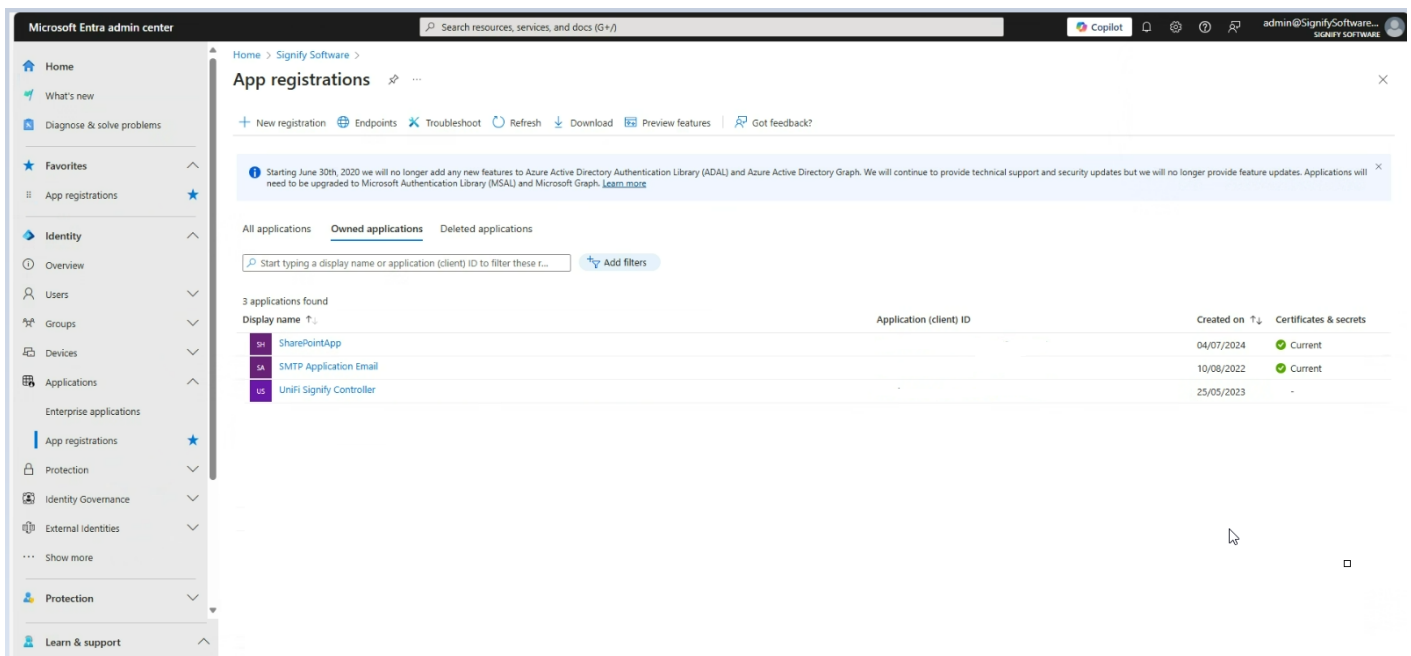 Microsoft Entra admin center
Search resources, services, and docs (G+/)
Copilot
admin@SignifySoftware...
SIGNIFY SOFTWARE
Home
What's new
Diagnose & solve problems
Favorites
App registrations
Identity
Overview
Users
Groups
Devices
Applications
Enterprise applications
App registrations
Protection
Identity Governance
External Identities
Show more
Protection
Learn & support
Home > Signify Software >
App registrations
New registration Endpoints Troubleshoot Refresh Download Preview features Got feedback?
Starting June 30th, 2020 we will no longer add any new features to Azure Active Directory Authentication Library (ADAL) and Azure Active Directory Graph. We will continue to provide technical support and security updates but we will no longer provide feature updates. Applications will
need to be upgraded to Microsoft Authentication Library (MSAL) and Microsoft Graph. Learn more
All applications Owned applications Deleted applications
Start typing a display name or application (client) ID to filter these r...
Add filters
3 applications found
Display name Application (client) ID Created on Certificates & secrets
SH SharePointApp 04/07/2024 Current
SA SMTP Application Email 10/08/2022 Current
US UniFi Signify Controller 25/05/2023 -